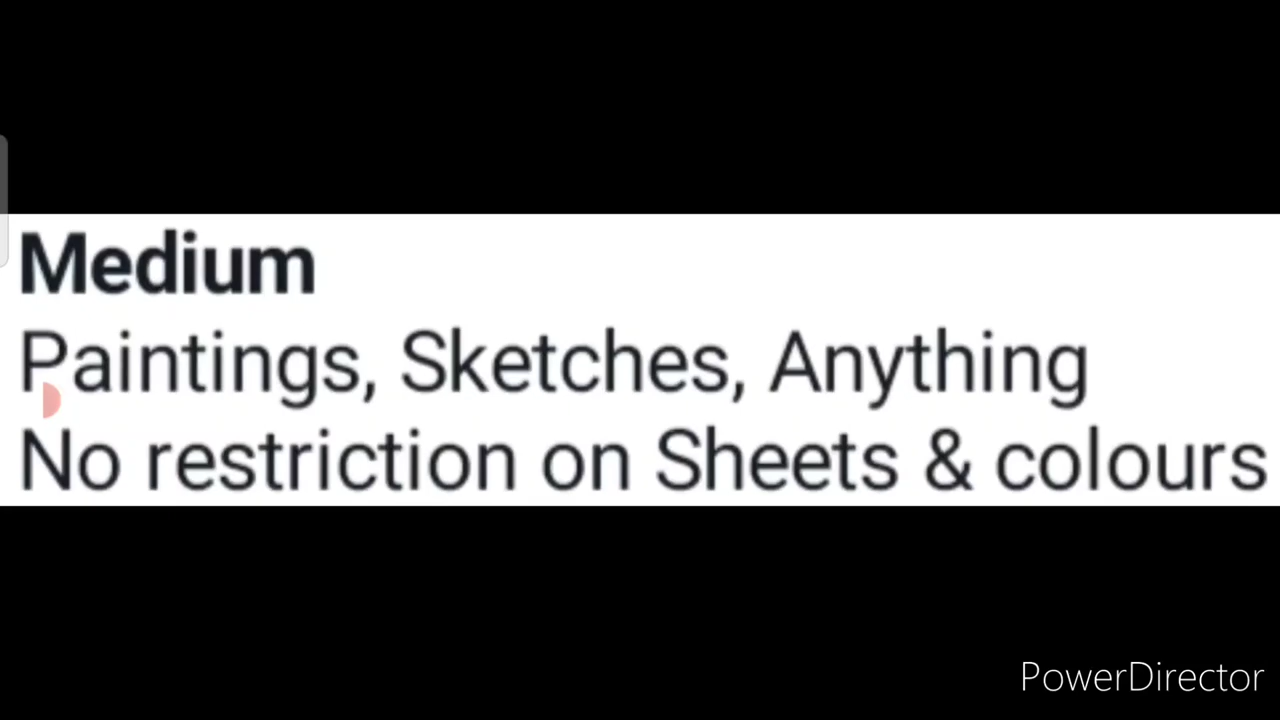 Medium
Paintings, Sketches, Anything
No restriction on Sheets & colours
PowerDirector